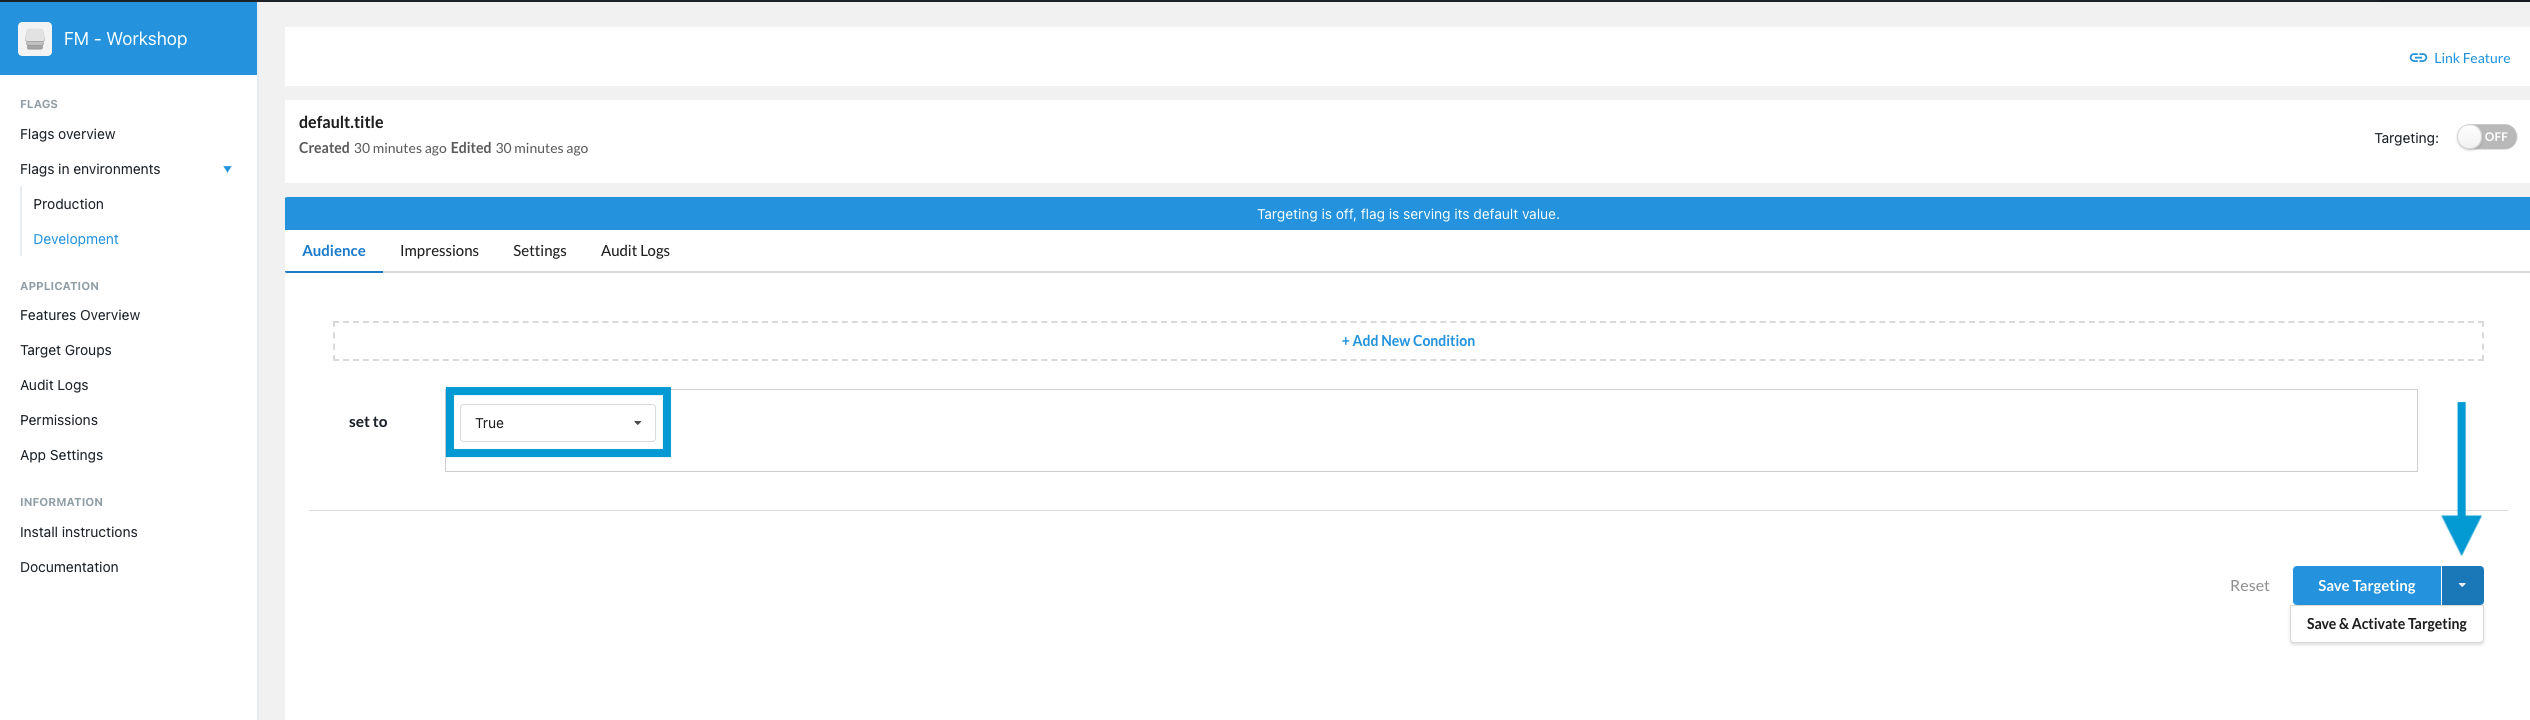 FM - Workshop
FLAGS
Flags overview
Flags in environments
Production
Development
APPLICATION
Features Overview
Target Groups
Audit Logs
Permissions
App Settings
INFORMATION
Install instructions
Documentation
Link Feature
default.title
Created 30 minutes ago Edited 30 minutes ago
Targeting: OFF
Targeting is off, flag is serving its default value.
Audience Impressions Settings Audit Logs
+ Add New Condition
set to True
Reset Save Targeting
Save & Activate Targeting